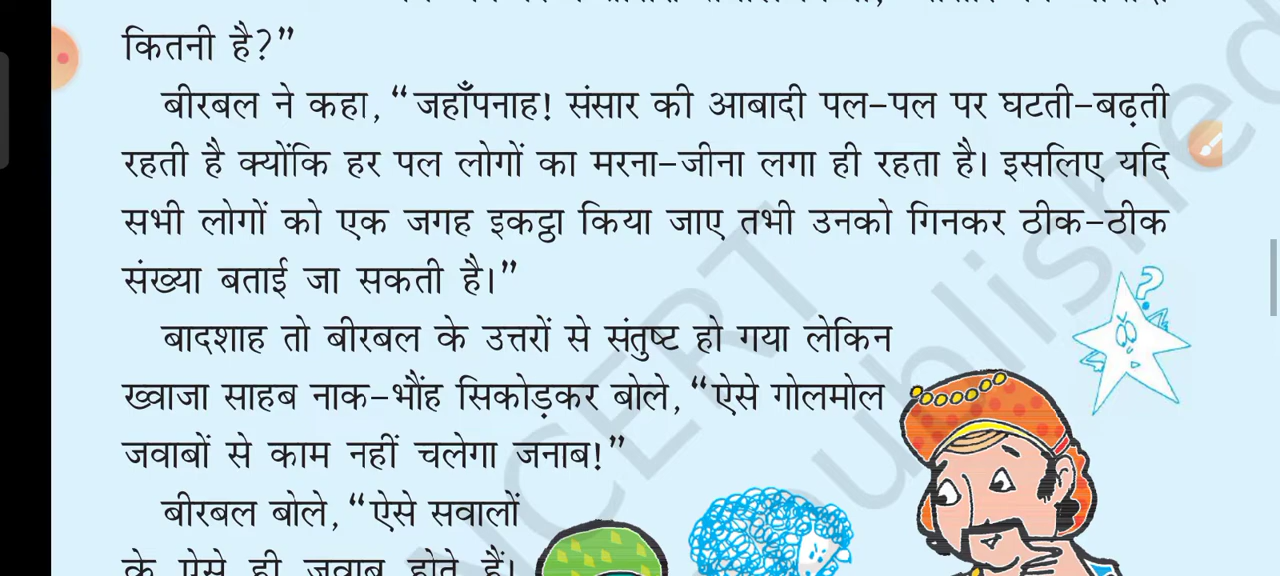 कितनी है?”
बीरबल ने कहा, “जहाँपनाह! संसार की आबादी पल-पल पर घटती-बढ़ती
रहती है क्योंकि हर पल लोगों का मरना-जीना लगा ही रहता है। इसलिए यदि
सभी लोगों को एक जगह इकट्ठा किया जाए तभी उनको गिनकर ठीक-ठीक
संख्या बताई जा सकती है।”
बादशाह तो बीरबल के उत्तरों से संतुष्ट हो गया लेकिन
ख्वाजा साहब नाक-भौंह सिकोड़कर बोले, “ऐसे गोलमोल
जवाबों से काम नहीं चलेगा जनाब!”
बीरबल बोले, “ऐसे सवालों
के ऐसे ही जवाब होते हैं।